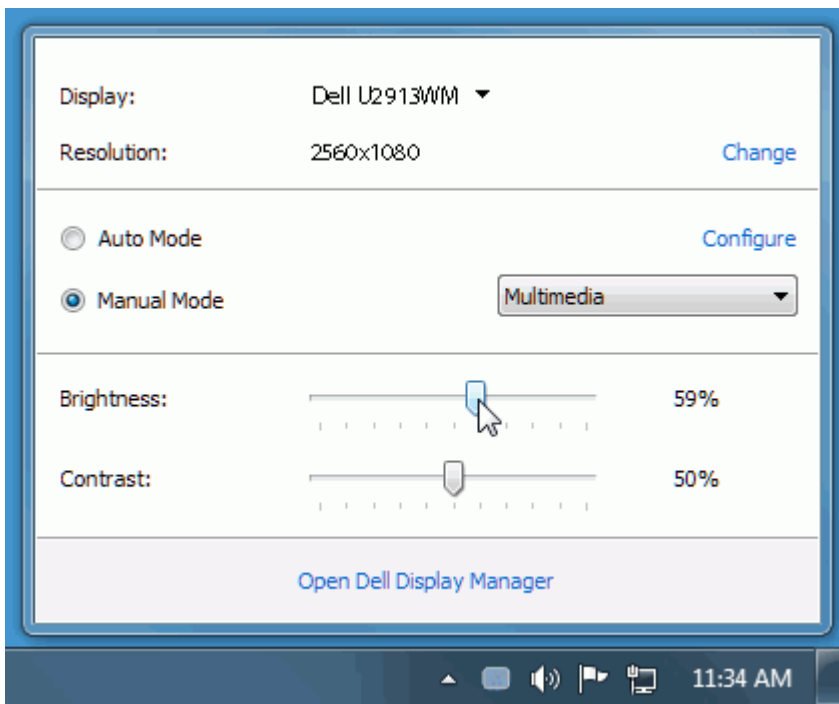 Display: Dell U2913WM
Resolution: 2560x1080 Change
Auto Mode Configure
Manual Mode Multimedia
Brightness: 59%
Contrast: 50%
Open Dell Display Manager
11:34 AM